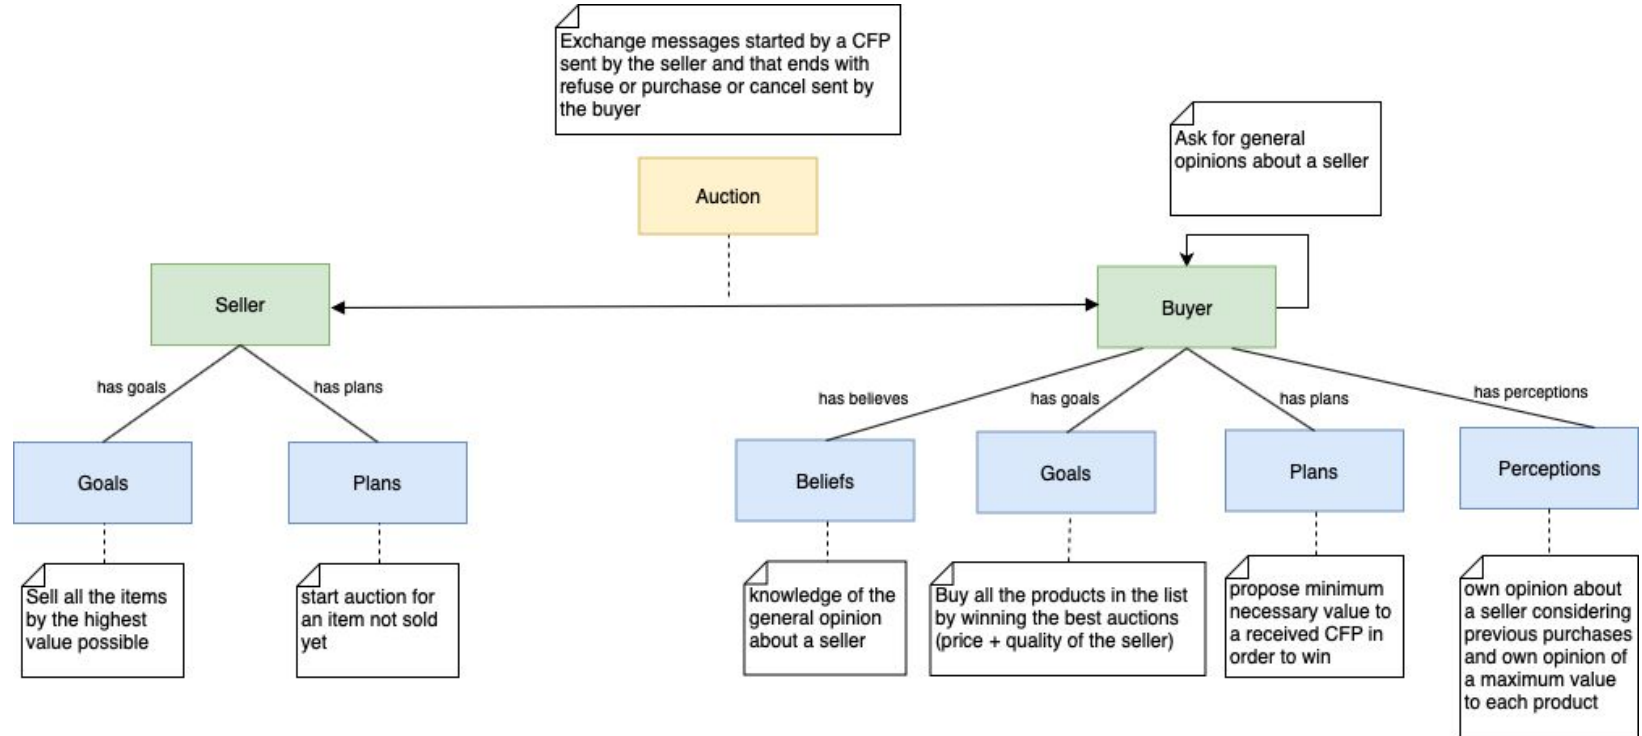 Exchange messages started by a CFP
sent by the seller and that ends with
refuse or purchase or cancel sent by
the buyer
Ask for general
opinions about a seller
Auction
Seller
Buyer
has goals
has plans
has believes
has goals
has plans
has perceptions
Goals
Plans
Beliefs
Goals
Plans
Perceptions
Sell all the items
by the highest
value possible
start auction for
an item not sold
yet
knowledge of the
general opinion
about a seller
Buy all the products in the list
by winning the best auctions
(price + quality of the seller)
propose minimum
necessary value to
a received CFP in
order to win
own opinion about
a seller considering
previous purchases
and own opinion of
a maximum value
to each product